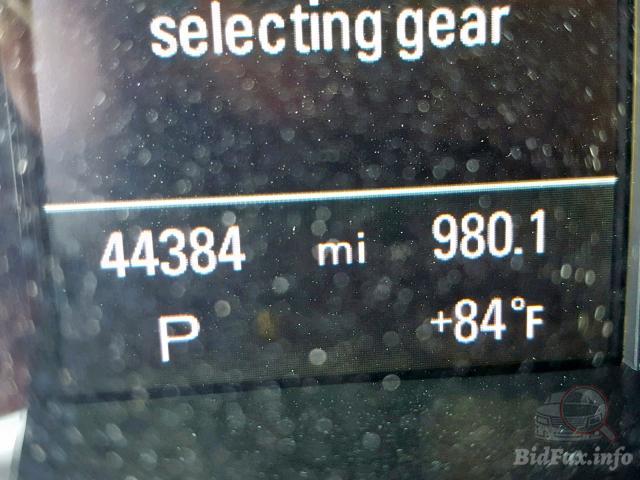 selecting gear
44384 mi 980.1
P +84°F
BidFax.info